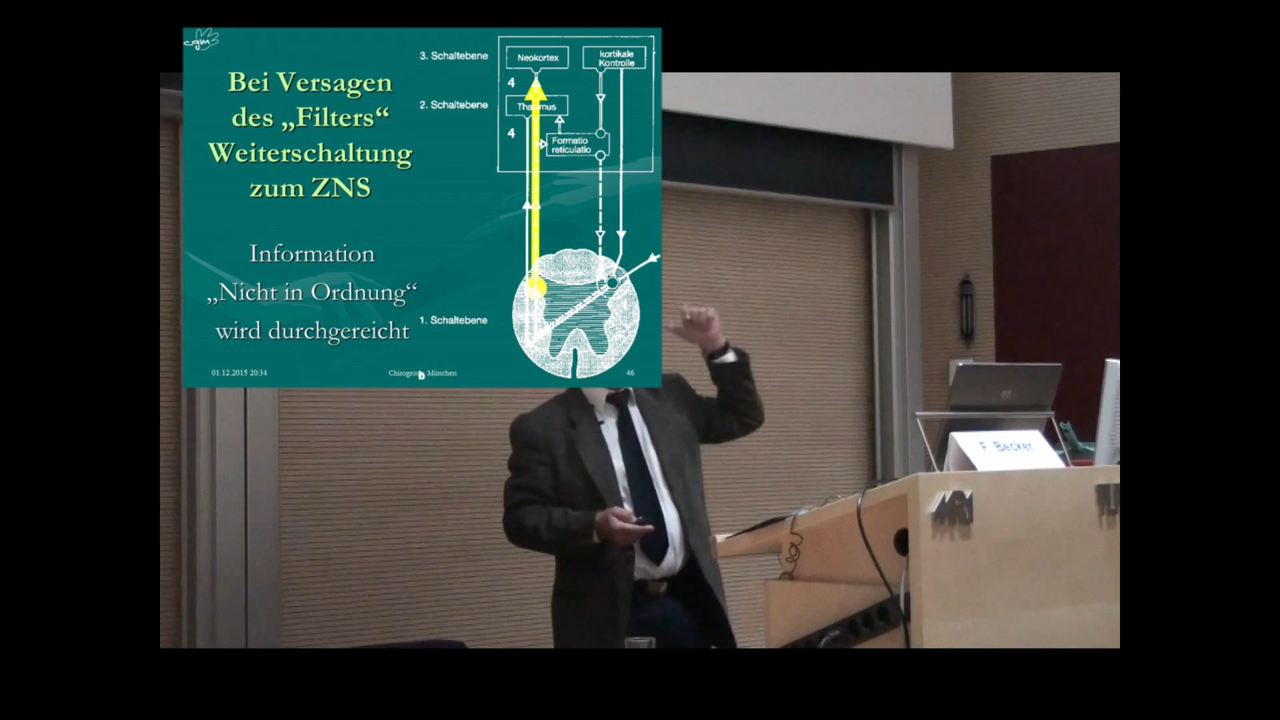 cgm
Bei Versagen
des „Filters“
Weiterschaltung
zum ZNS
Information
„Nicht in Ordnung“
wird durchgereicht
3. Schaltebene
Neokortex
kortikale
Kontrolle
4
2. Schaltebene
4
Formatio
reticulatio
1. Schaltebene
01.12.2015 20:34
München
46
F. Becker